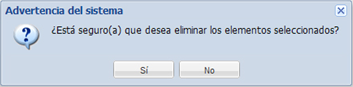 Advertencia del sistema
¿Está seguro(a) que desea eliminar los elementos seleccionados?
Sí
No